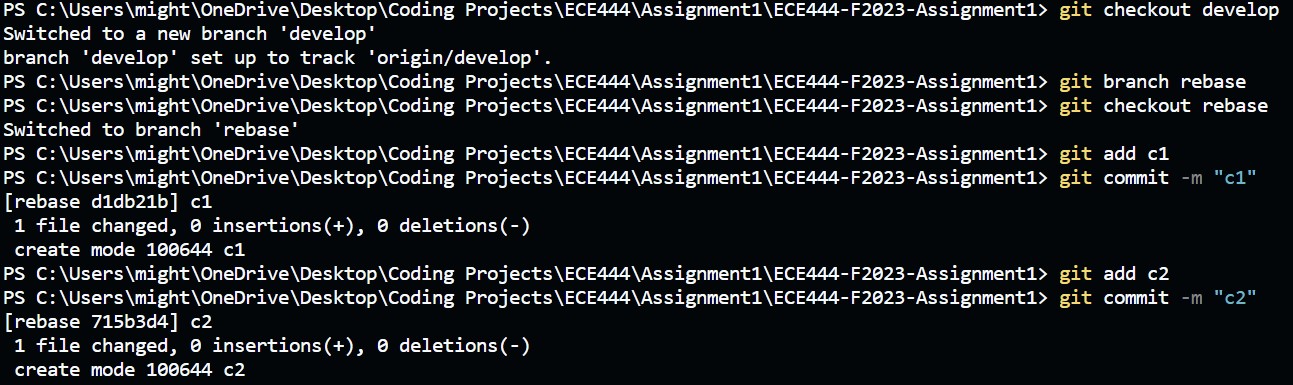 PS C:\Users\might\OneDrive\Desktop\Coding Projects\ECE444\Assignment1\ECE444-F2023-Assignment1> git checkout develop
Switched to a new branch 'develop'
branch 'develop' set up to track 'origin/develop'.
PS C:\Users\might\OneDrive\Desktop\Coding Projects\ECE444\Assignment1\ECE444-F2023-Assignment1> git branch rebase
PS C:\Users\might\OneDrive\Desktop\Coding Projects\ECE444\Assignment1\ECE444-F2023-Assignment1> git checkout rebase
Switched to branch 'rebase'
PS C:\Users\might\OneDrive\Desktop\Coding Projects\ECE444\Assignment1\ECE444-F2023-Assignment1> git add c1
PS C:\Users\might\OneDrive\Desktop\Coding Projects\ECE444\Assignment1\ECE444-F2023-Assignment1> git commit -m "c1"
[rebase d1db21b] c1
 1 file changed, 0 insertions(+), 0 deletions(-)
 create mode 100644 c1
PS C:\Users\might\OneDrive\Desktop\Coding Projects\ECE444\Assignment1\ECE444-F2023-Assignment1> git add c2
PS C:\Users\might\OneDrive\Desktop\Coding Projects\ECE444\Assignment1\ECE444-F2023-Assignment1> git commit -m "c2"
[rebase 715b3d4] c2
 1 file changed, 0 insertions(+), 0 deletions(-)
 create mode 100644 c2